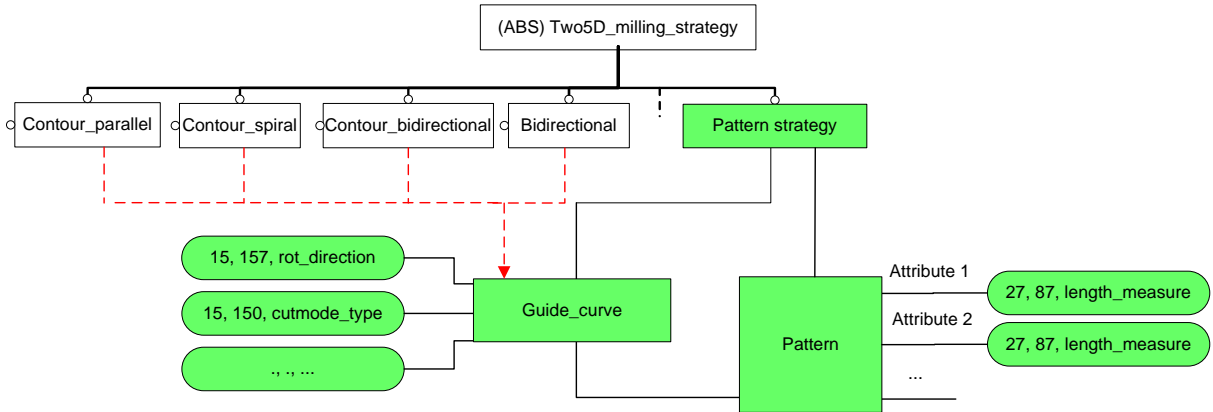 (ABS) Two5D_milling_strategy
Contour_parallel
Contour_spiral
Contour_bidirectional
Bidirectional
Pattern strategy
15, 157, rot_direction
15, 150, cutmode_type
., ., ...
Guide_curve
Pattern
Attribute 1
27, 87, length_measure
Attribute 2
27, 87, length_measure
...